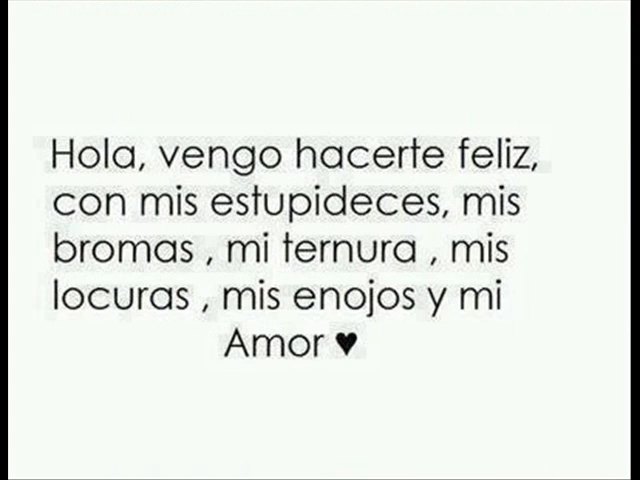 Hola, vengo hacerte feliz,
con mis estupideces, mis
bromas , mi ternura , mis
locuras , mis enojos y mi
Amor ♥